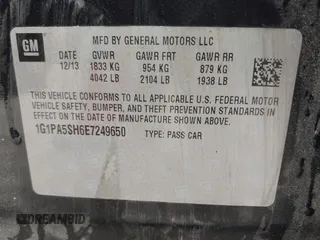 GM
MFD BY GENERAL MOTORS LLC
DATE GVWR GAWR FRT GAWR RR
12/13 1833 KG 954 KG 879 KG
4042 LB 2104 LB 1938 LB
THIS VEHICLE CONFORMS TO ALL APPLICABLE U.S. FEDERAL MOTOR
VEHICLE SAFETY, BUMPER, AND THEFT PREVENTION STANDARDS
IN EFFECT ON THE DATE OF MANUFACTURE SHOWN ABOVE.
1G1PA5SH6E7249650 TYPE: PASS CAR
DREAMBID